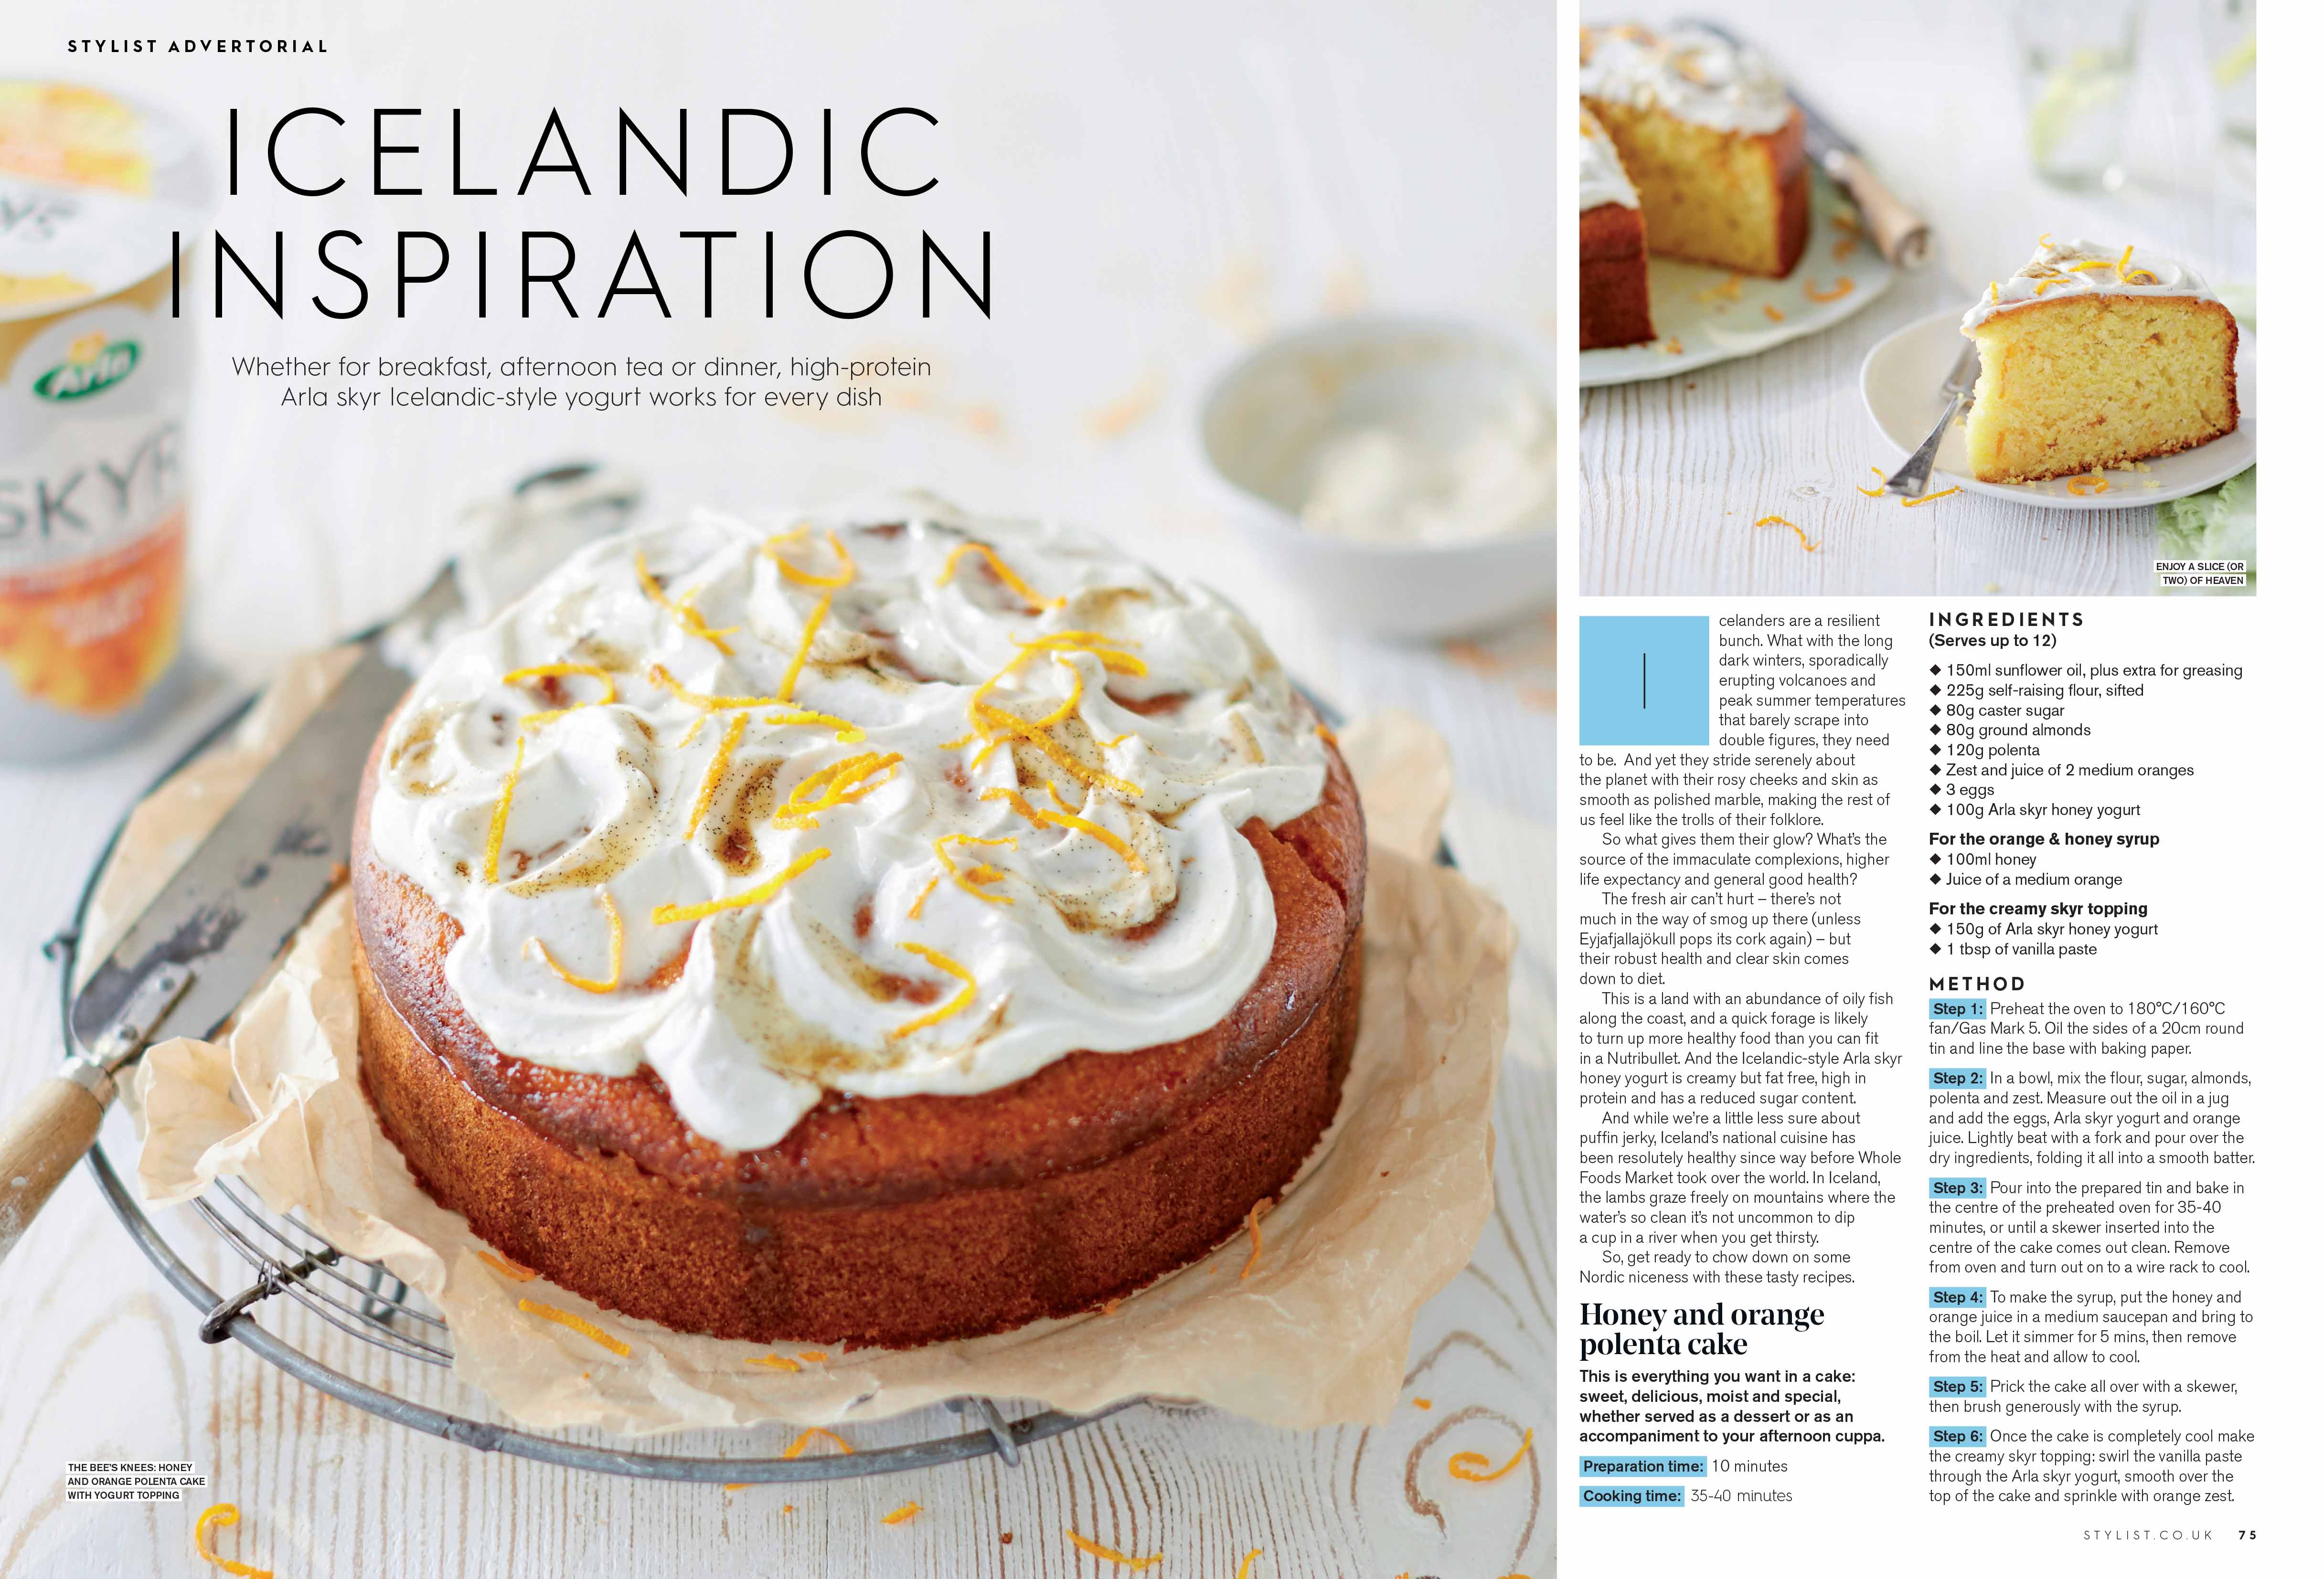 STYLIST ADVERTORIAL
ICELANDIC
INSPIRATION
Whether for breakfast, afternoon tea or dinner, high-protein
Arla skyr Icelandic-style yogurt works for every dish
Arla
SKYR
THE BEE'S KNEES: HONEY
AND ORANGE POLENTA CAKE
WITH YOGURT TOPPING
ENJOY A SLICE (OR
TWO) OF HEAVEN
I
celanders are a resilient
bunch. What with the long
dark winters, sporadically
erupting volcanoes and
peak summer temperatures
that barely scrape into
double figures, they need
to be. And yet they stride serenely about
the planet with their rosy cheeks and skin as
smooth as polished marble, making the rest of
us feel like the trolls of their folklore.
So what gives them their glow? What's the
source of the immaculate complexions, higher
life expectancy and general good health?
The fresh air can't hurt – there's not
much in the way of smog up there (unless
Eyjafjallajökull pops its cork again) – but
their robust health and clear skin comes
down to diet.
This is a land with an abundance of oily fish
along the coast, and a quick forage is likely
to turn up more healthy food than you can fit
in a Nutribullet. And the Icelandic-style Arla skyr
honey yogurt is creamy but fat free, high in
protein and has a reduced sugar content.
And while we're a little less sure about
puffin jerky, Iceland's national cuisine has
been resolutely healthy since way before Whole
Foods Market took over the world. In Iceland,
the lambs graze freely on mountains where the
water's so clean it's not uncommon to dip
a cup in a river when you get thirsty.
So, get ready to chow down on some
Nordic niceness with these tasty recipes.
Honey and orange
polenta cake
This is everything you want in a cake:
sweet, delicious, moist and special,
whether served as a dessert or as an
accompaniment to your afternoon cuppa.
Preparation time: 10 minutes
Cooking time: 35-40 minutes
INGREDIENTS
(Serves up to 12)
◆ 150ml sunflower oil, plus extra for greasing
◆ 225g self-raising flour, sifted
◆ 80g caster sugar
◆ 80g ground almonds
◆ 120g polenta
◆ Zest and juice of 2 medium oranges
◆ 3 eggs
◆ 100g Arla skyr honey yogurt
For the orange & honey syrup
◆ 100ml honey
◆ Juice of a medium orange
For the creamy skyr topping
◆ 150g of Arla skyr honey yogurt
◆ 1 tbsp of vanilla paste
METHOD
Step 1: Preheat the oven to 180°C/160°C
fan/Gas Mark 5. Oil the sides of a 20cm round
tin and line the base with baking paper.
Step 2: In a bowl, mix the flour, sugar, almonds,
polenta and zest. Measure out the oil in a jug
and add the eggs, Arla skyr yogurt and orange
juice. Lightly beat with a fork and pour over the
dry ingredients, folding it all into a smooth batter.
Step 3: Pour into the prepared tin and bake in
the centre of the preheated oven for 35-40
minutes, or until a skewer inserted into the
centre of the cake comes out clean. Remove
from oven and turn out on to a wire rack to cool.
Step 4: To make the syrup, put the honey and
orange juice in a medium saucepan and bring to
the boil. Let it simmer for 5 mins, then remove
from the heat and allow to cool.
Step 5: Prick the cake all over with a skewer,
then brush generously with the syrup.
Step 6: Once the cake is completely cool make
the creamy skyr topping: swirl the vanilla paste
through the Arla skyr yogurt, smooth over the
top of the cake and sprinkle with orange zest.
STYLIST.CO.UK 75